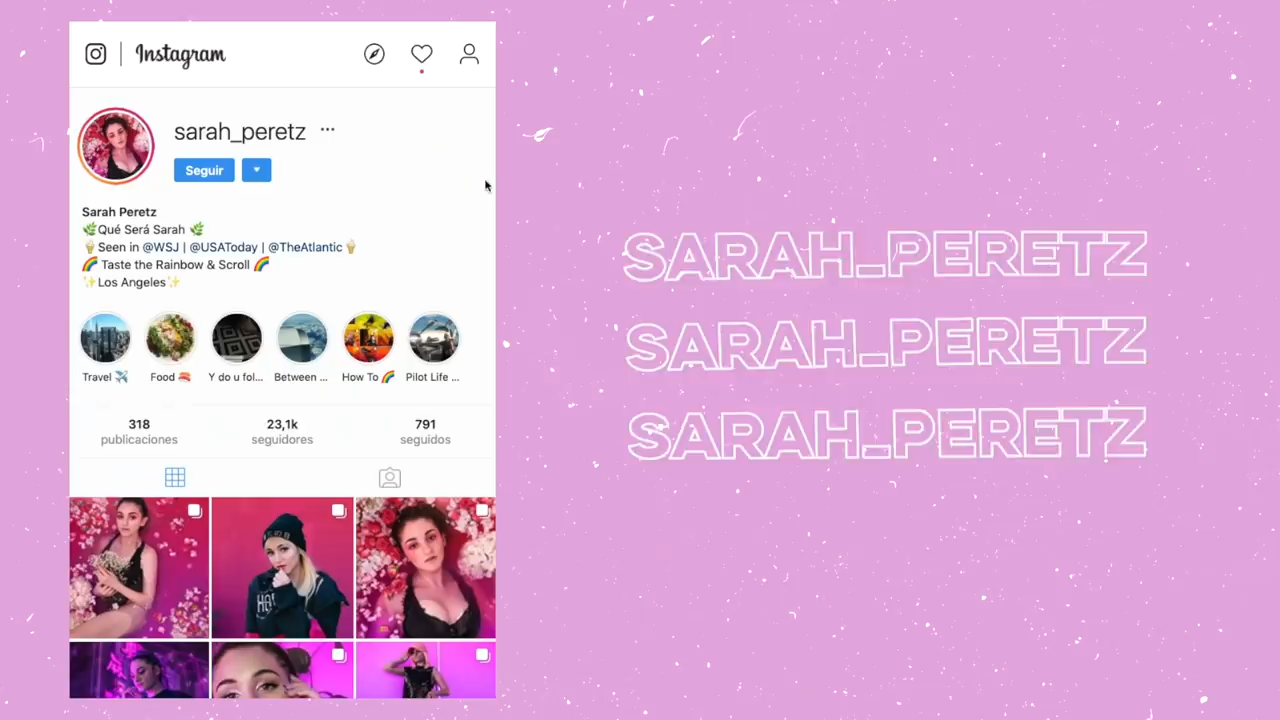 Instagram
sarah_peretz ...
Seguir
Sarah Peretz
🌿Qué Será Sarah 🌿
🍦Seen in @WSJ | @USAToday | @TheAtlantic🍦
🌈 Taste the Rainbow & Scroll 🌈
✨Los Angeles✨
Travel ✈️ Food 🍣 Y do u fol... Between ... How To 🌈 Pilot Life ...
318 23,1k 791
publicaciones seguidores seguidos
SARAH_PERETZ
SARAH_PERETZ
SARAH_PERETZ